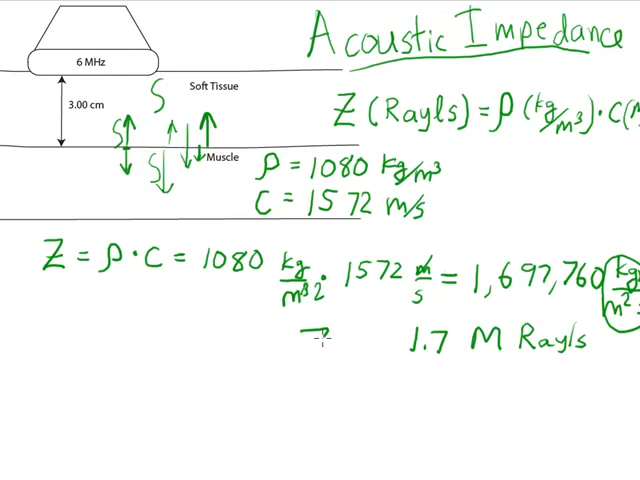 Acoustic Impedance
6 MHz
3.00 cm
Soft Tissue
Z (Rayls) = ρ (kg/m³) · C (m
S
S
S
Muscle
ρ = 1080 kg/m³
C = 1572 m/s
Z = ρ · C = 1080 kg/m³ 2 · 1572 m/s = 1,697,760 kg/m² s
1.7 M Rayls